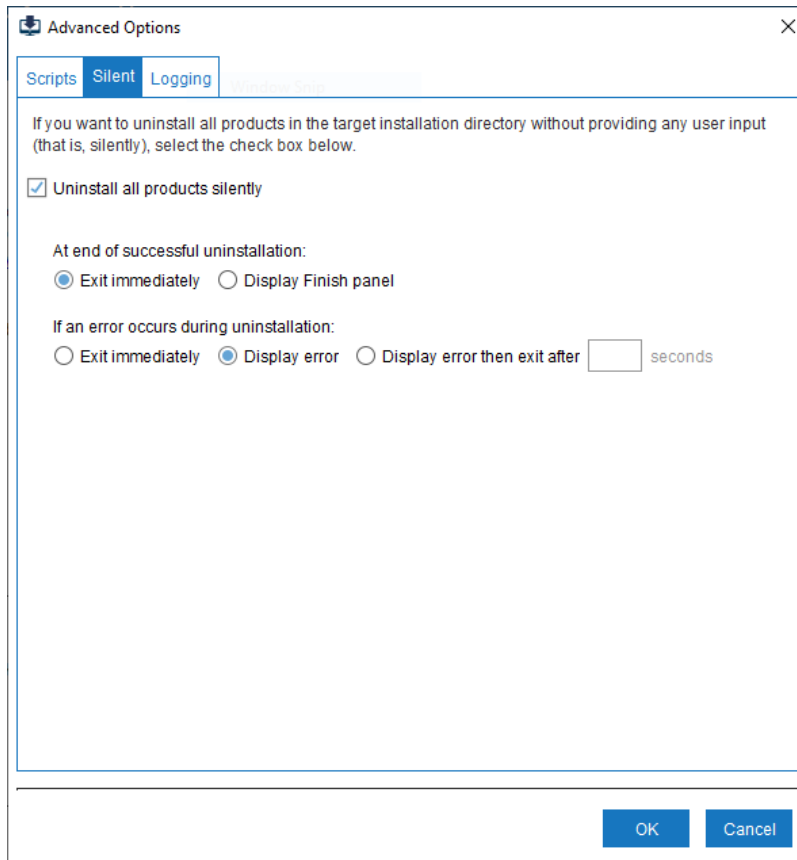 Advanced Options
Scripts Silent Logging
Window Snip
If you want to uninstall all products in the target installation directory without providing any user input
(that is, silently), select the check box below.
Uninstall all products silently
At end of successful uninstallation:
Exit immediately Display Finish panel
If an error occurs during uninstallation:
Exit immediately Display error Display error then exit after seconds
OK Cancel